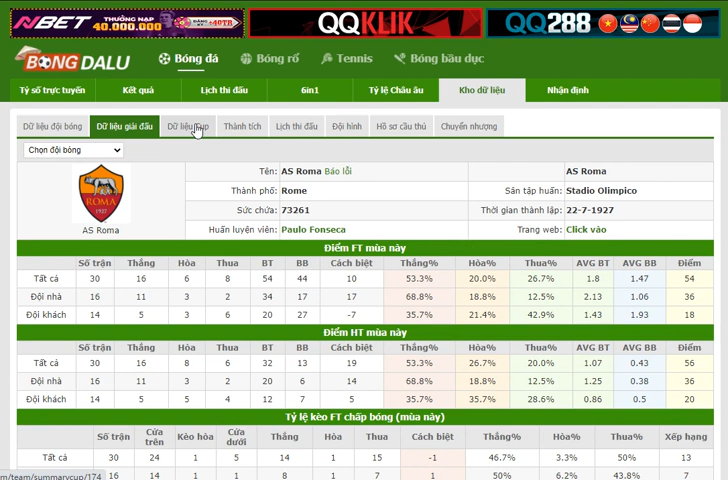 NBET THƯỞNG NẠP 40.000.000 ĐĂNG KÝ +40TR QQKLIK QQ288
BONGDALU Bóng đá Bóng rổ Tennis Bóng bầu dục
Tỷ số trực tuyến Kết quả Lịch thi đấu 6in1 Tỷ lệ Châu âu Kho dữ liệu Nhận định
Dữ liệu đội bóng Dữ liệu giải đấu Dữ liệu Cup Thành tích Lịch thi đấu Đội hình Hồ sơ cầu thủ Chuyển nhượng
Chọn đội bóng
Tên: AS Roma Báo lỗi AS Roma
Thành phố: Rome Sân tập huấn: Stadio Olimpico
Sức chứa: 73261 Thời gian thành lập: 22-7-1927
ROMA
1927
AS Roma Huấn luyện viên: Paulo Fonseca Trang web: Click vào
Điểm FT mùa này
Số trận Thắng Hòa Thua BT BB Cách biệt Thắng% Hòa% Thua% AVG BT AVG BB Điểm
Tất cả 30 16 6 8 54 44 10 53.3% 20.0% 26.7% 1.8 1.47 54
Đội nhà 16 11 3 2 34 17 17 68.8% 18.8% 12.5% 2.13 1.06 36
Đội khách 14 5 3 6 20 27 -7 35.7% 21.4% 42.9% 1.43 1.93 18
Điểm HT mùa này
Số trận Thắng Hòa Thua BT BB Cách biệt Thắng% Hòa% Thua% AVG BT AVG BB Điểm
Tất cả 30 16 8 6 32 13 19 53.3% 26.7% 20.0% 1.07 0.43 56
Đội nhà 16 11 3 2 20 6 14 68.8% 18.8% 12.5% 1.25 0.38 36
Đội khách 14 5 5 4 12 7 5 35.7% 35.7% 28.6% 0.86 0.5 20
Tỷ lệ kèo FT chấp bóng (mùa này)
Số trận Cửa trên Kèo hòa Cửa dưới Thắng Hòa Thua Cách biệt Thắng% Hòa% Thua% Xếp hạng
Tất cả 30 24 1 5 14 1 15 -1 46.7% 3.3% 50% 13
m/team/summarycup/174 16 14 1 1 8 1 7 1 50% 6.2% 43.8% 7